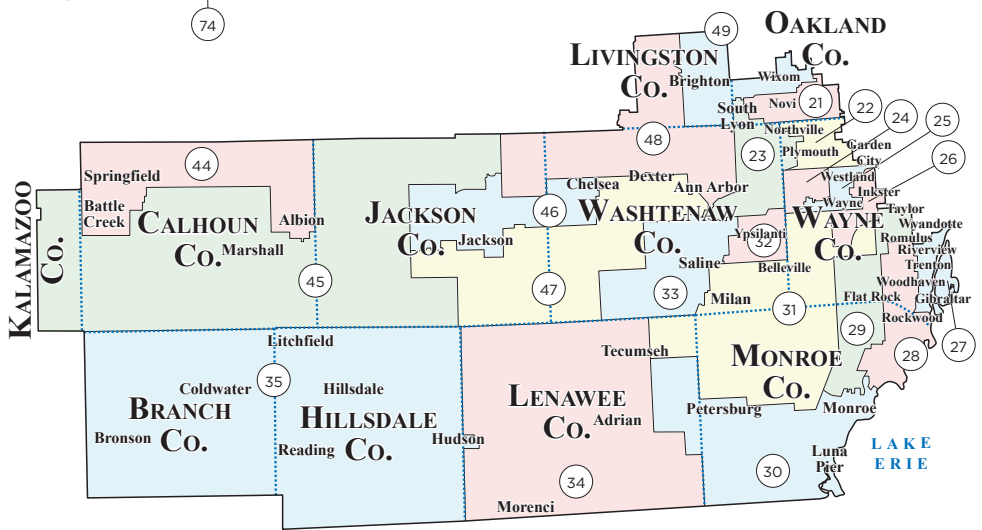 74
49
OAKLAND
CO.
LIVINGSTON
CO.
Brighton
Wixom
South
Lyon
Novi
21
22
24
25
26
Northville
Plymouth
Garden
City
48
23
44
Springfield
Battle
Creek
CALHOUN
CO.
Marshall
Albion
KALAMAZOO
CO.
JACKSON
CO.
Jackson
46
Chelsea
Dexter
Ann Arbor
WASHTENAW
CO.
Ypsilanti
32
Saline
Westland
Wayne
Inkster
WAYNE
CO.
Taylor
Wyandotte
Romulus
Riverview
Trenton
Belleville
Woodhaven
45
47
33
Milan
31
Flat Rock
Gibraltar
Rockwood
29
28
27
Litchfield
35
Coldwater
Hillsdale
BRANCH
CO.
Bronson
HILLSDALE
CO.
Reading
Hudson
Tecumseh
LENAWEE
CO.
Adrian
34
Morenci
MONROE
CO.
Petersburg
Monroe
30
Luna
Pier
LAKE
ERIE